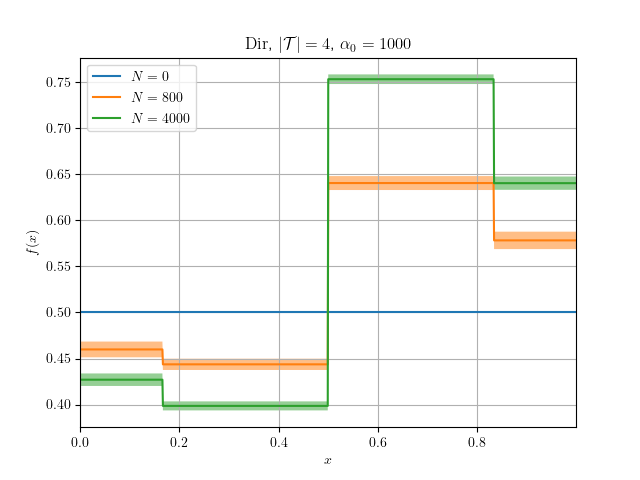 Dir, |𝒯| = 4, α₀ = 1000
N = 0
N = 800
N = 4000
f(x)
0.75
0.70
0.65
0.60
0.55
0.50
0.45
0.40
0.0 0.2 0.4 0.6 0.8
x